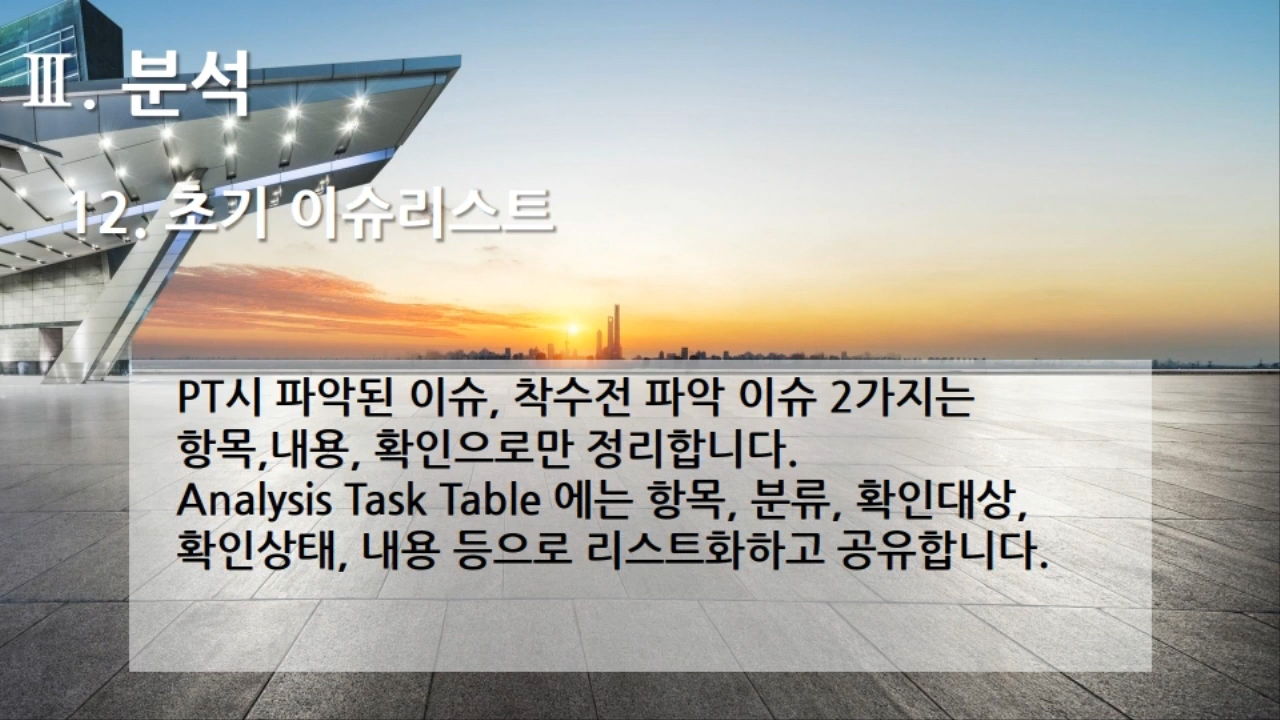 Ⅲ. 분석
12. 초기 이슈리스트
PT시 파악된 이슈, 착수전 파악 이슈 2가지는
항목,내용, 확인으로만 정리합니다.
Analysis Task Table 에는 항목, 분류, 확인대상,
확인상태, 내용 등으로 리스트화하고 공유합니다.